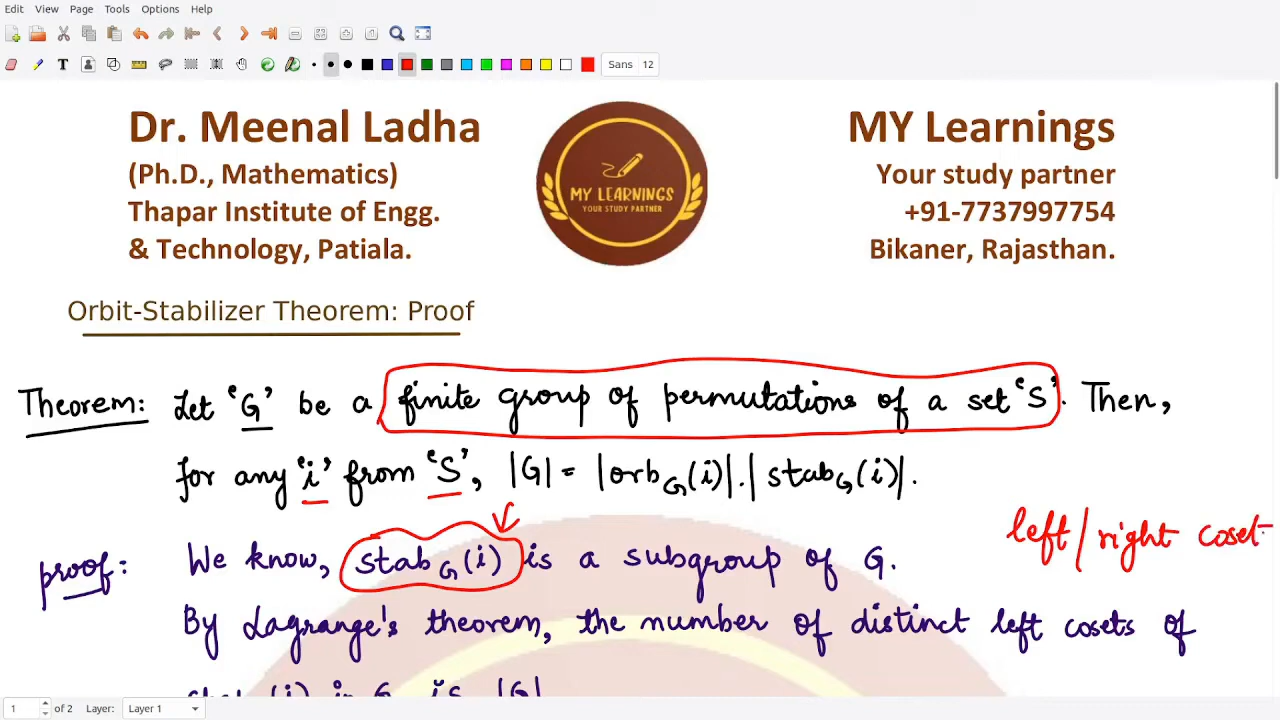 Edit View Page Tools Options Help
Sans 12
Dr. Meenal Ladha
(Ph.D., Mathematics)
Thapar Institute of Engg.
& Technology, Patiala.
MY LEARNINGS
YOUR STUDY PARTNER
MY Learnings
Your study partner
+91-7737997754
Bikaner, Rajasthan.
Orbit-Stabilizer Theorem: Proof
Theorem: Let 'G' be a finite group of permutations of a set 'S'. Then,
for any 'i' from 'S', |G| = |orb_G(i)|.|stab_G(i)|.
left/right coset
proof: We know, stab_G(i) is a subgroup of G.
By Lagrange's theorem, the number of distinct left cosets of
stab (i) in G is |G|
1 of 2 Layer: Layer 1